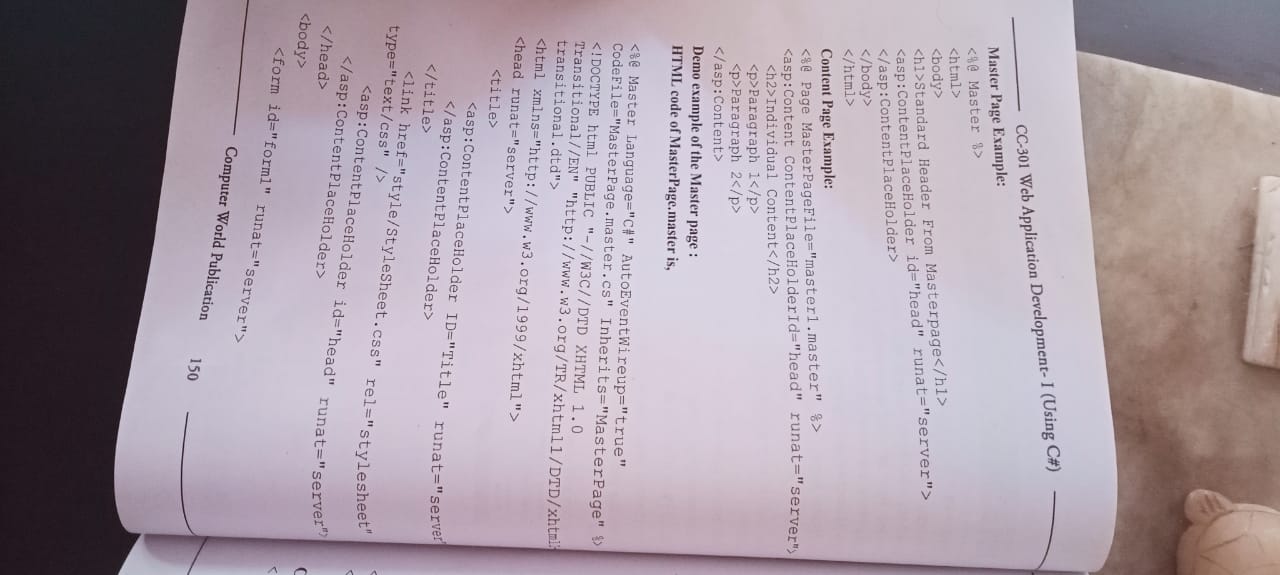 CC-301 Web Application Development- I (Using C#)
Master Page Example:
<%@ Master %>
<html>
<body>
<h1>Standard Header From Masterpage</h1>
<asp:ContentPlaceHolder id="head" runat="server">
</asp:ContentPlaceHolder>
</body>
</html>
Content Page Example:
<%@ Page MasterPageFile="master1.master" %>
<asp:Content ContentPlaceHolderId="head" runat="server">
<h2>Individual Content</h2>
<p>Paragraph 1</p>
<p>Paragraph 2</p>
</asp:Content>
Demo example of the Master page :
HTML code of MasterPage.master is,
<%@ Master Language="C#" AutoEventWireup="true"
CodeFile="MasterPage.master.cs" Inherits="MasterPage" %>
<!DOCTYPE html PUBLIC "-//W3C//DTD XHTML 1.0
Transitional//EN" "http://www.w3.org/TR/xhtml1/DTD/xhtml1-
transitional.dtd">
<html xmlns="http://www.w3.org/1999/xhtml">
<head runat="server">
<title>
<asp:ContentPlaceHolder ID="Title" runat="server
</asp:ContentPlaceHolder>
</title>
<link href="style/StyleSheet.css" rel="stylesheet"
type="text/css" />
<asp:ContentPlaceHolder id="head" runat="server">
</asp:ContentPlaceHolder>
</head>
<body>
<form id="form1" runat="server">
Computer World Publication 150